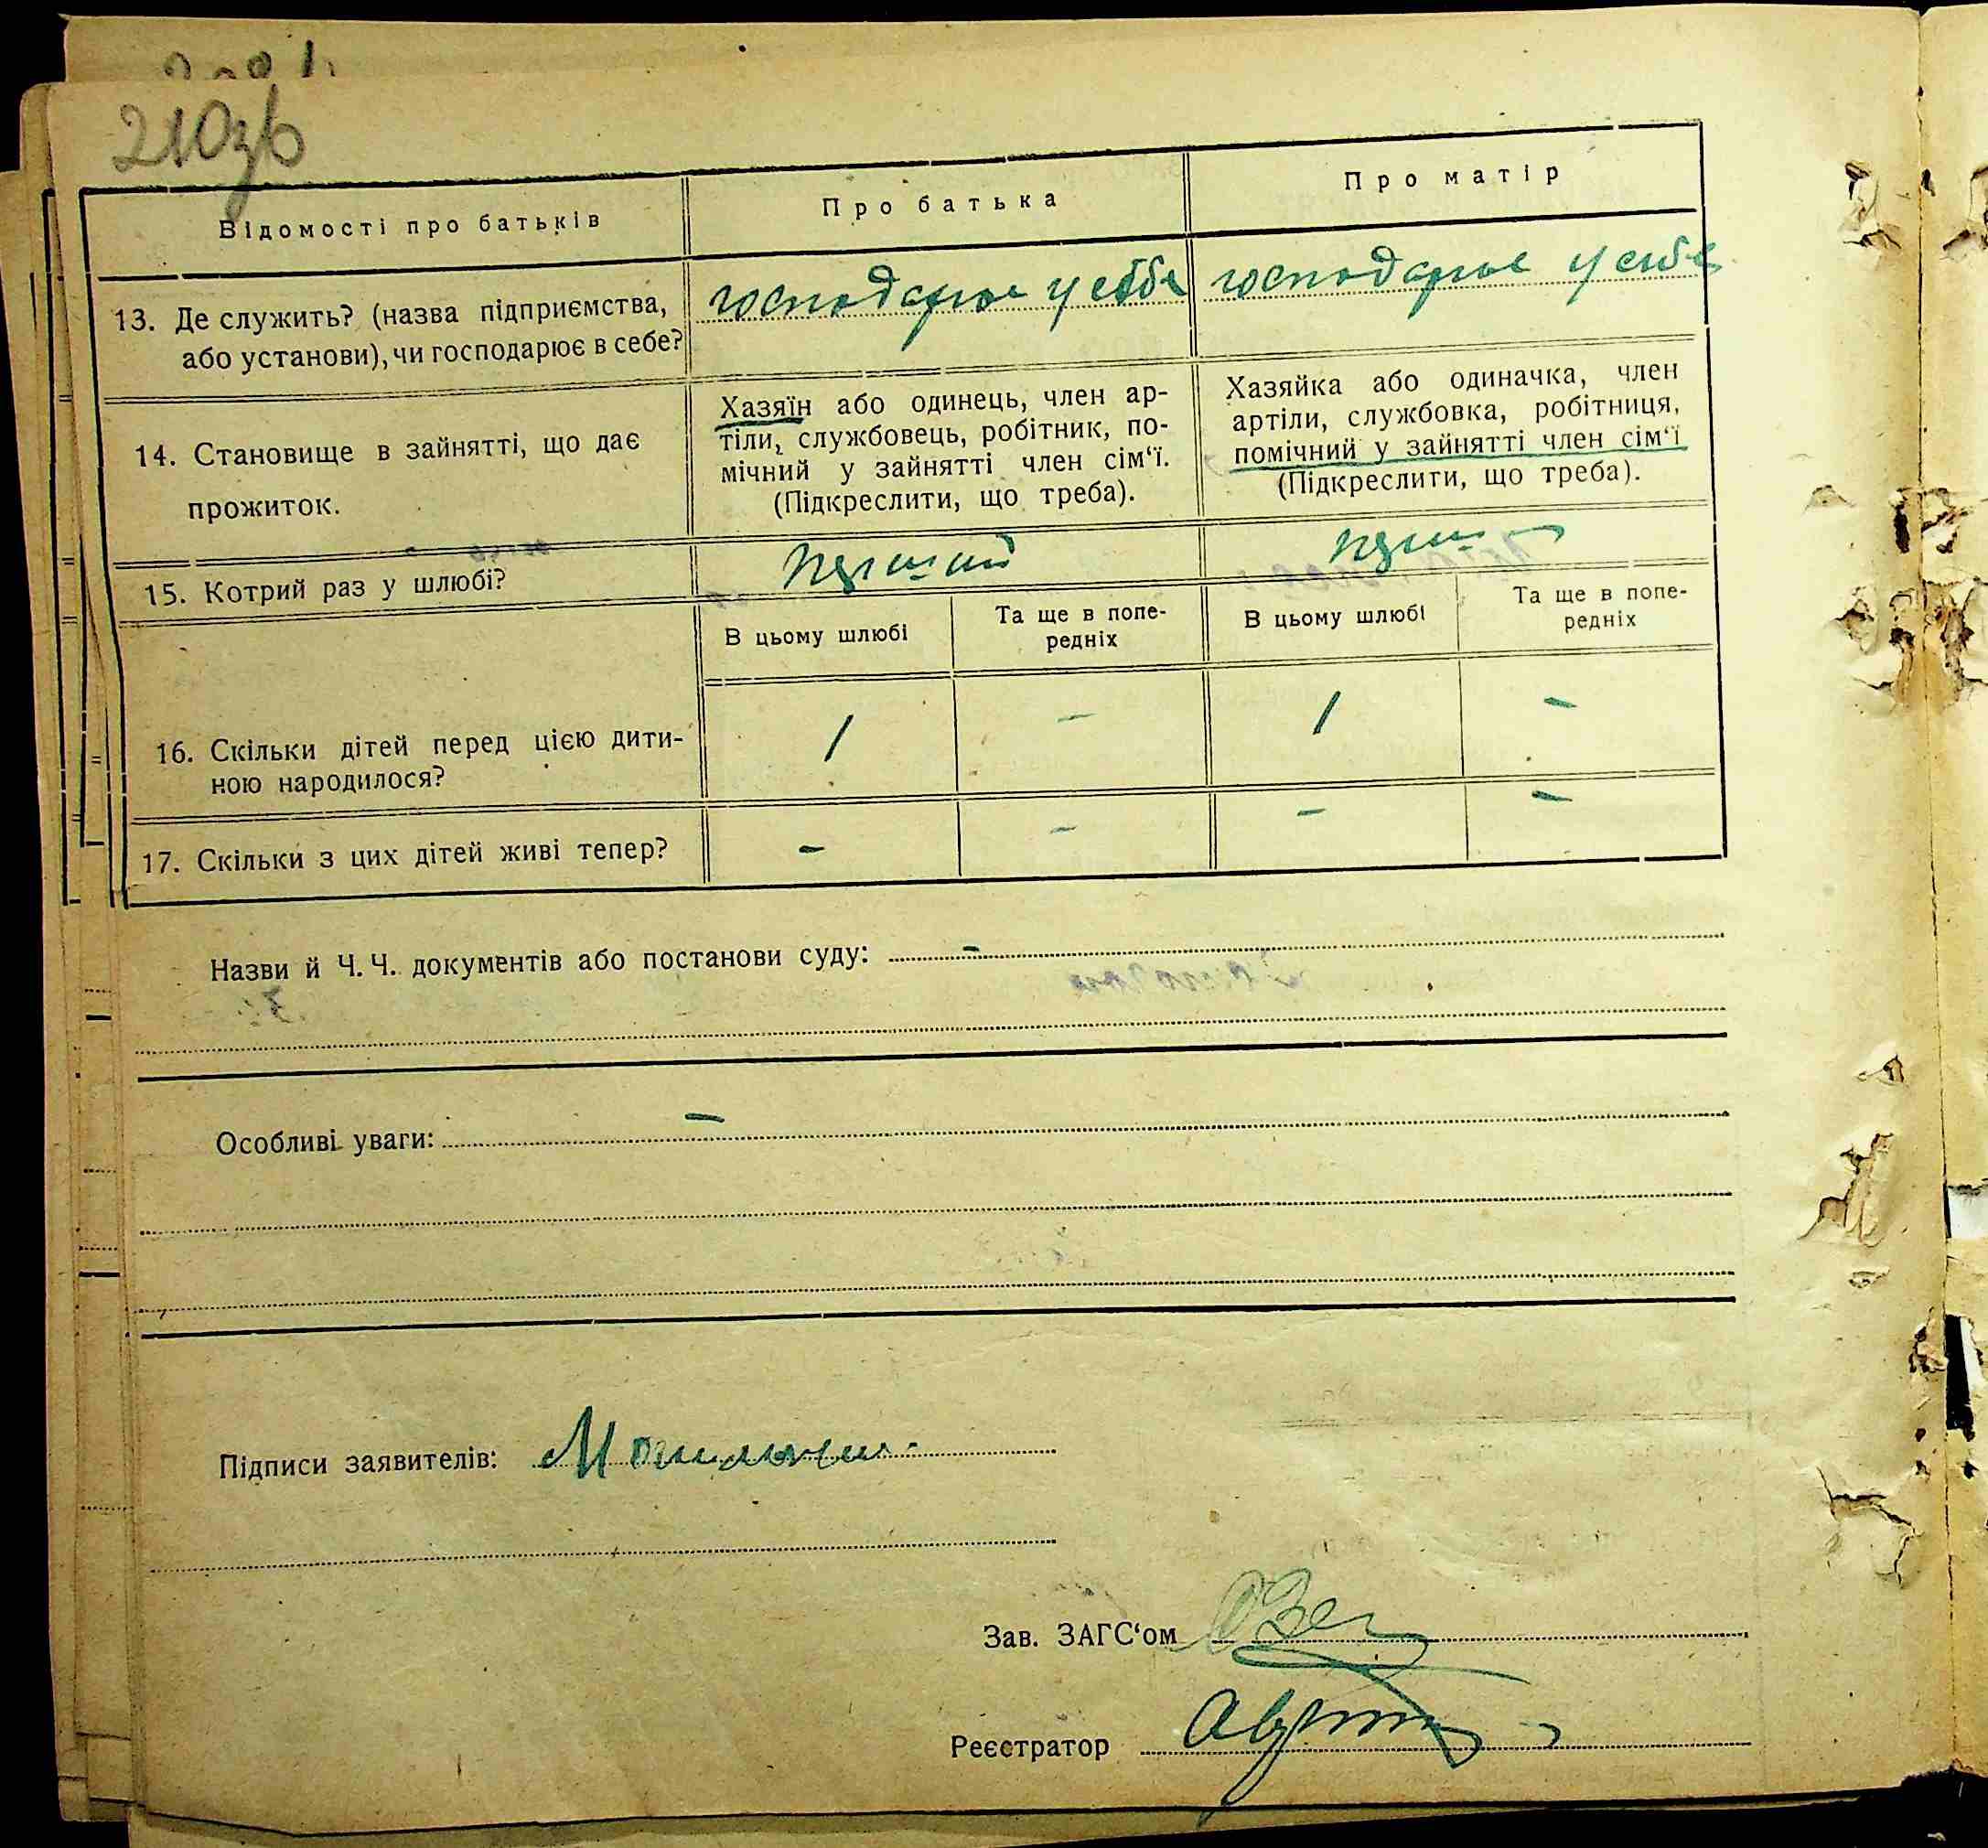 210зв
Відомості про батьків
Про батька
Про матір
13. Де служить? (назва підприємства,
або установи), чи господарює в себе?
господарює у себе
господарює у себе
14. Становище в зайнятті, що дає
прожиток.
Хазяїн або одинець, член ар-
тіли, службовець, робітник, по-
мічний у зайнятті член сім‘ї.
(Підкреслити, що треба).
Хазяйка або одиначка, член
артіли, службовка, робітниця,
помічний у зайнятті член сім‘ї
(Підкреслити, що треба).
15. Котрий раз у шлюбі?
перший
В цьому шлюбі
Та ще в попе-
редніх
В цьому шлюбі
Та ще в попе-
редніх
16. Скільки дітей перед цією дити-
ною народилося?
1 - 1 -
17. Скільки з цих дітей живі тепер?
- - - -
Назви й Ч. Ч. документів або постанови суду: -
Особливі уваги: -
Підписи заявителів:
Зав. ЗАГС‘ом
Реєстратор